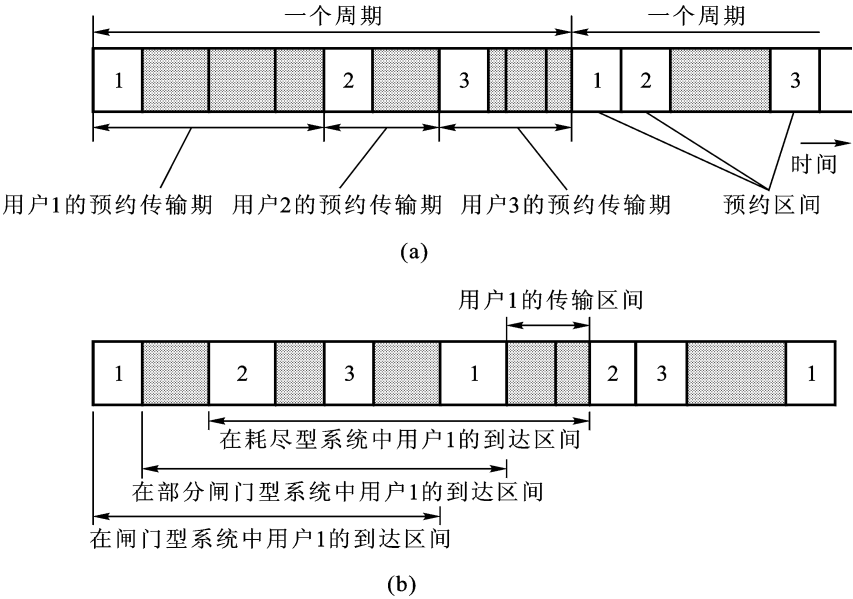 一个周期 一个周期
1 2 3 1 2 3
时间
用户1的预约传输期 用户2的预约传输期 用户3的预约传输期 预约区间
(a)
用户1的传输区间
1 2 3 1 2 3 1
在耗尽型系统中用户1的到达区间
在部分闸门型系统中用户1的到达区间
在闸门型系统中用户1的到达区间
(b)